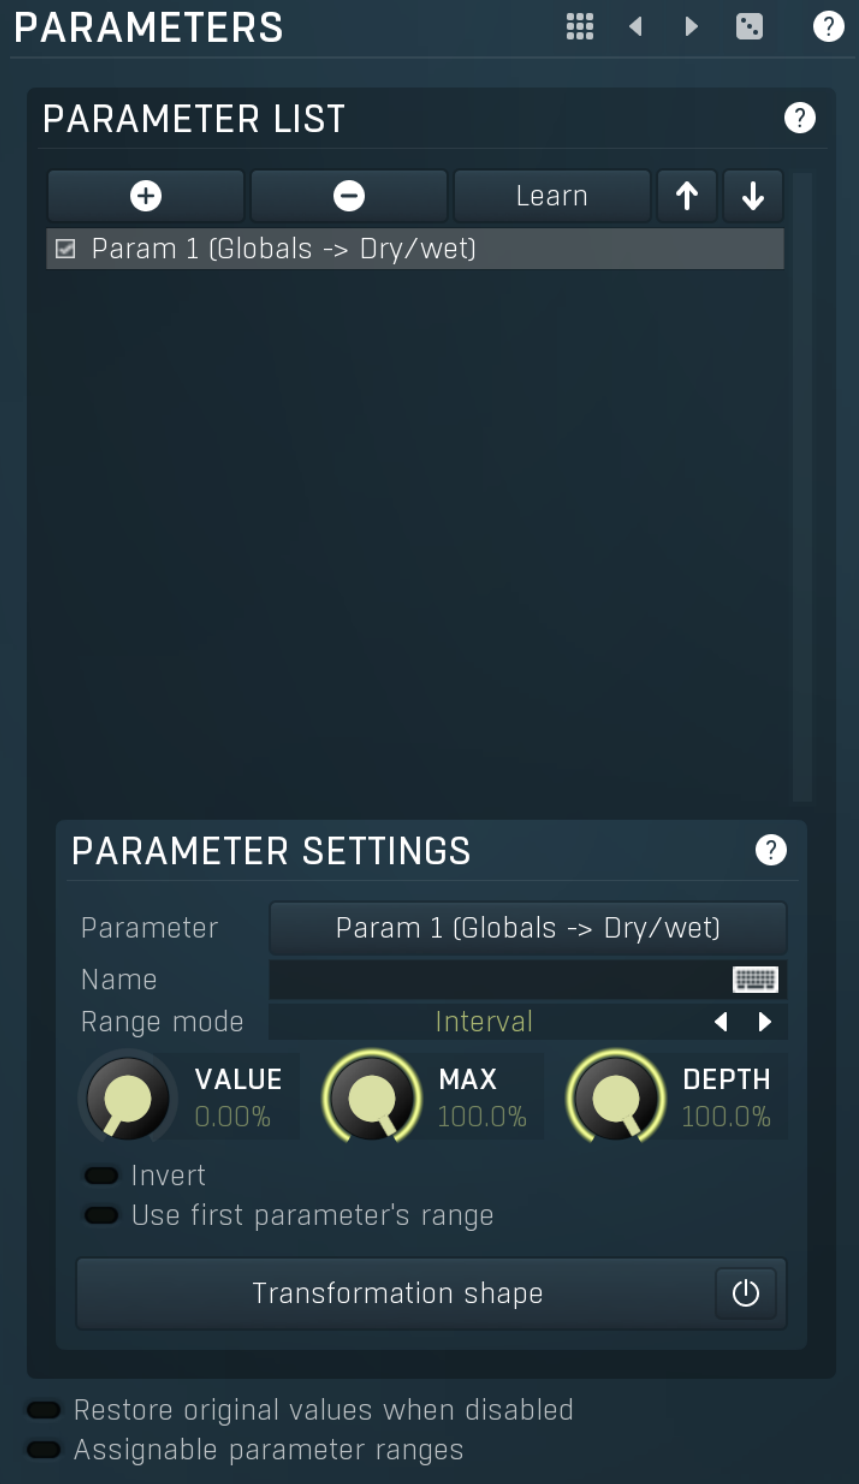 PARAMETERS ?
PARAMETER LIST ?
Learn
Param 1 (Globals -> Dry/wet)
PARAMETER SETTINGS ?
Parameter Param 1 (Globals -> Dry/wet)
Name
Range mode Interval
VALUE MAX DEPTH
0.00% 100.0% 100.0%
Invert
Use first parameter's range
Transformation shape
Restore original values when disabled
Assignable parameter ranges